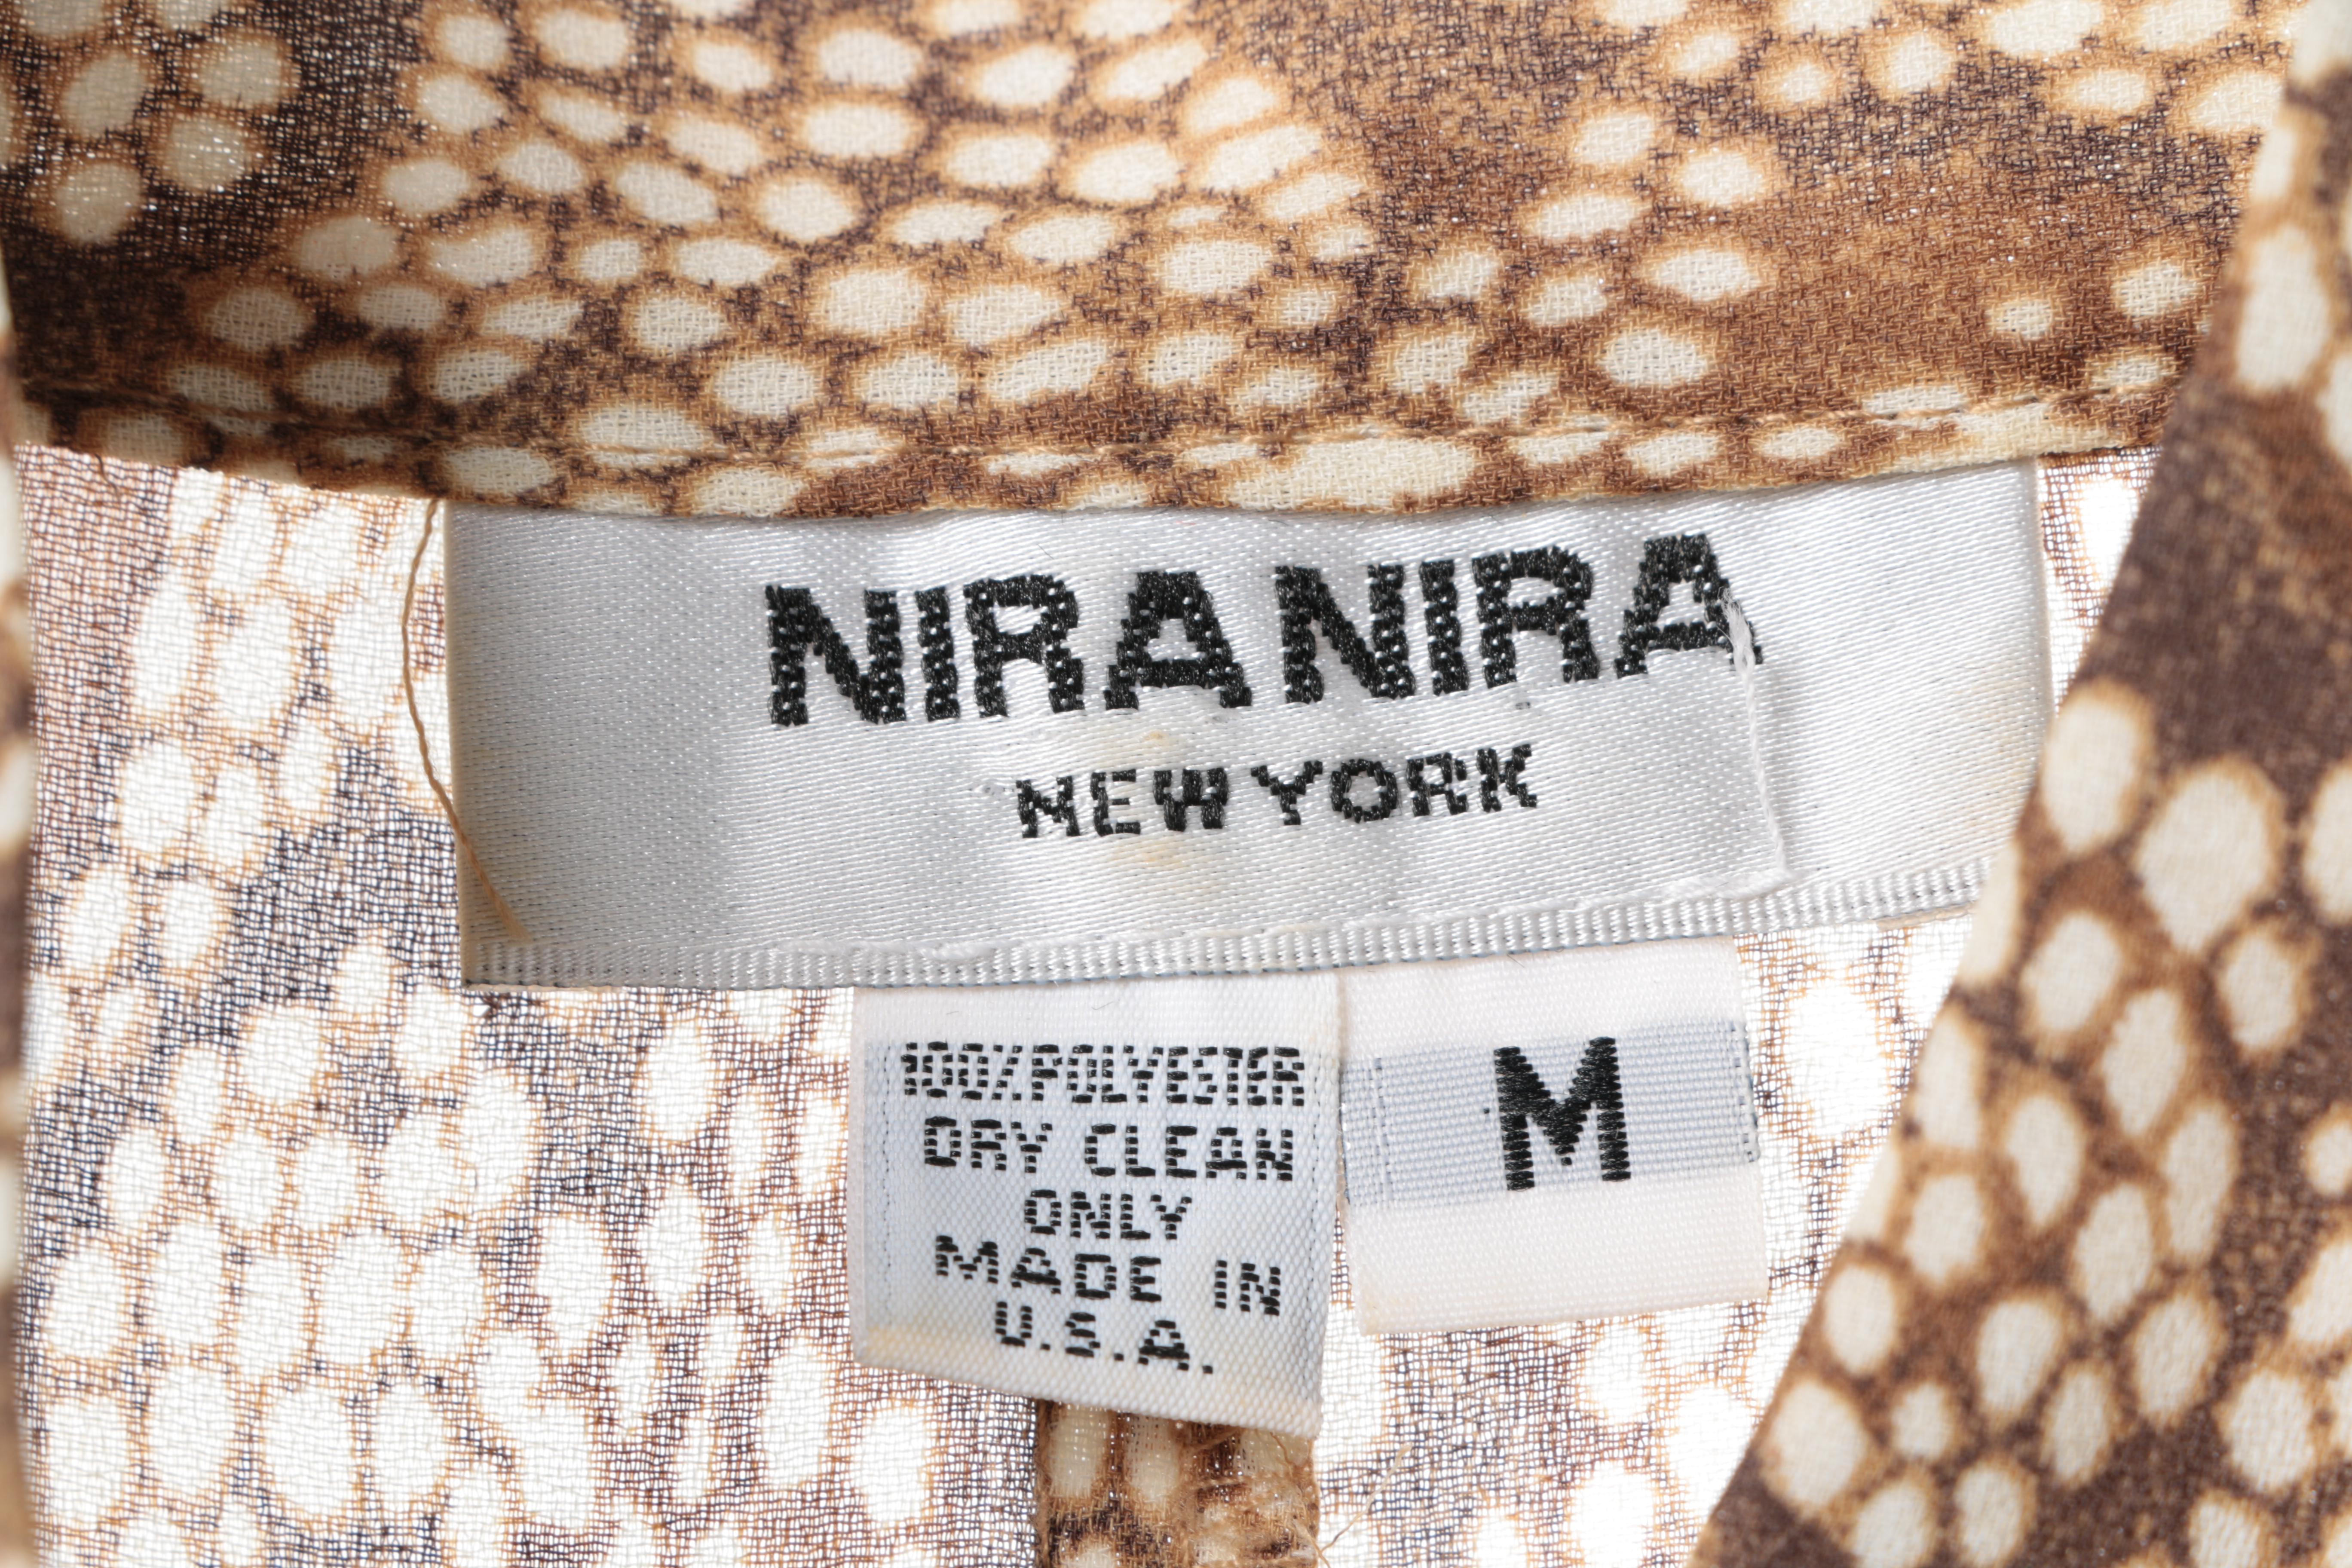 NIRA NIRA
NEW YORK
100% POLYESTER
DRY CLEAN
ONLY
MADE IN
U.S.A.
M